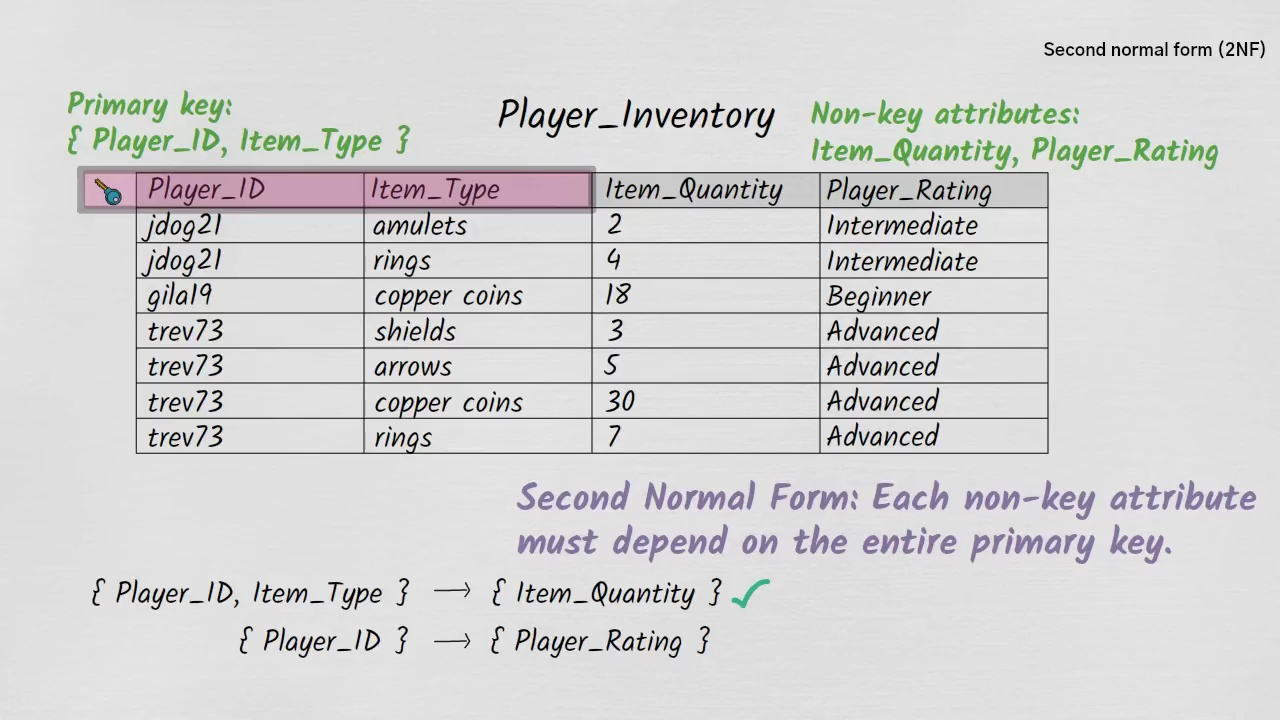 Second normal form (2NF)
Primary key:
{ Player_ID, Item_Type }
Player_Inventory
Non-key attributes:
Item_Quantity, Player_Rating
Player_ID Item_Type Item_Quantity Player_Rating
jdog21 amulets 2 Intermediate
jdog21 rings 4 Intermediate
gila19 copper coins 18 Beginner
trev73 shields 3 Advanced
trev73 arrows 5 Advanced
trev73 copper coins 30 Advanced
trev73 rings 7 Advanced
Second Normal Form: Each non-key attribute
must depend on the entire primary key.
{ Player_ID, Item_Type } → { Item_Quantity } ✓
{ Player_ID } → { Player_Rating }